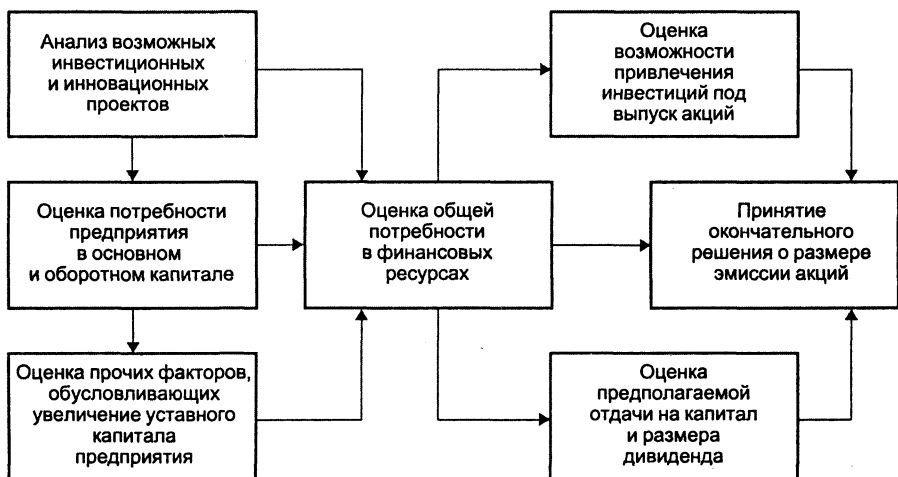 Анализ возможных
инвестиционных
и инновационных
проектов
Оценка
возможности
привлечения
инвестиций под
выпуск акций
Оценка потребности
предприятия
в основном
и оборотном капитале
Оценка общей
потребности
в финансовых
ресурсах
Принятие
окончательного
решения о размере
эмиссии акций
Оценка прочих факторов,
обусловливающих
увеличение уставного
капитала
предприятия
Оценка
предполагаемой
отдачи на капитал
и размера
дивиденда